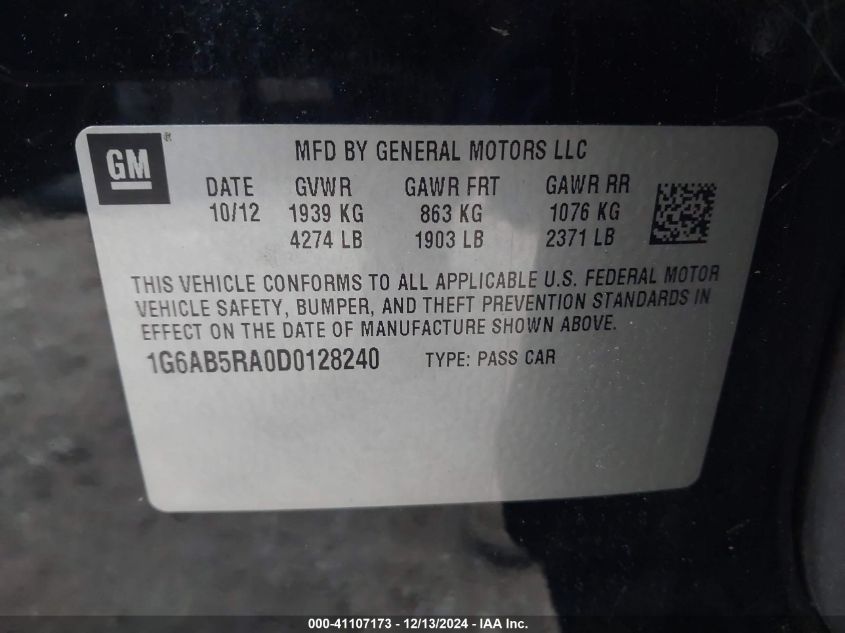 GM ®
MFD BY GENERAL MOTORS LLC
DATE GVWR GAWR FRT GAWR RR
10/12 1939 KG 863 KG 1076 KG
4274 LB 1903 LB 2371 LB
THIS VEHICLE CONFORMS TO ALL APPLICABLE U.S. FEDERAL MOTOR
VEHICLE SAFETY, BUMPER, AND THEFT PREVENTION STANDARDS IN
EFFECT ON THE DATE OF MANUFACTURE SHOWN ABOVE.
1G6AB5RA0D0128240 TYPE: PASS CAR
000-41107173 - 12/13/2024 - IAA Inc.